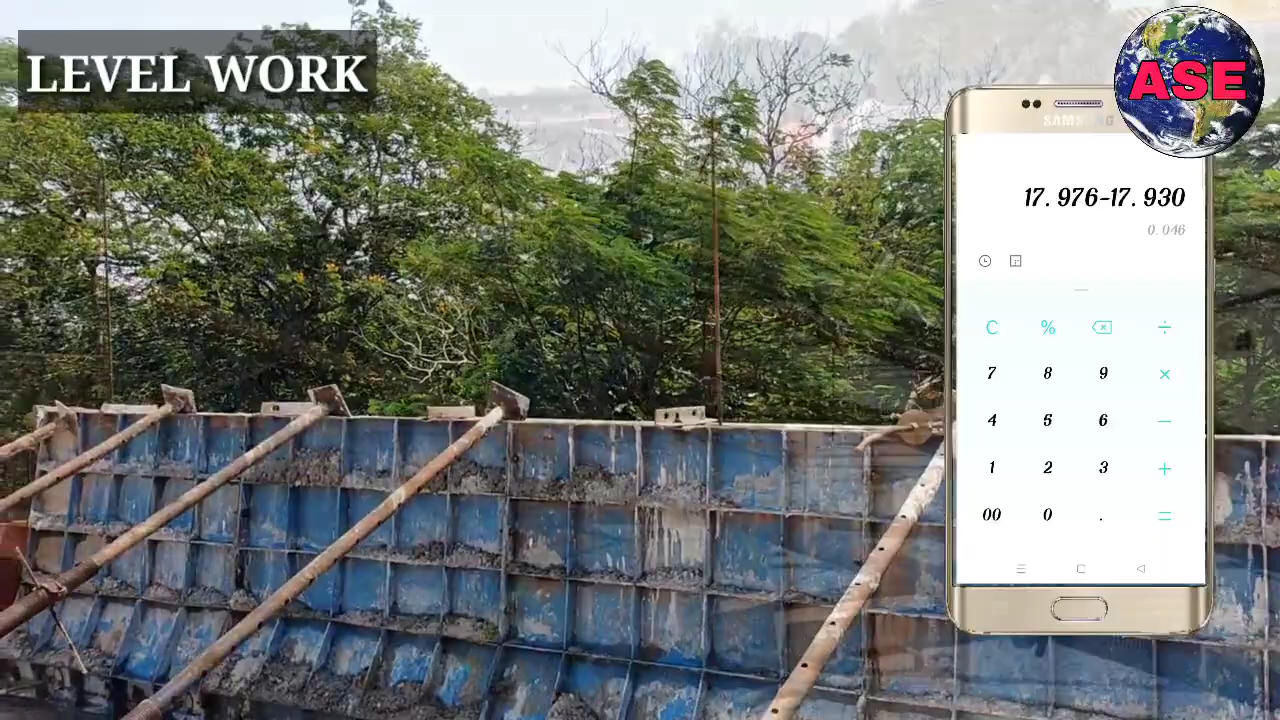 LEVEL WORK
ASE
SAMSUNG
17.976-17.930
0.046
C % ÷
7 8 9 ×
4 5 6 −
1 2 3 +
00 0 . =